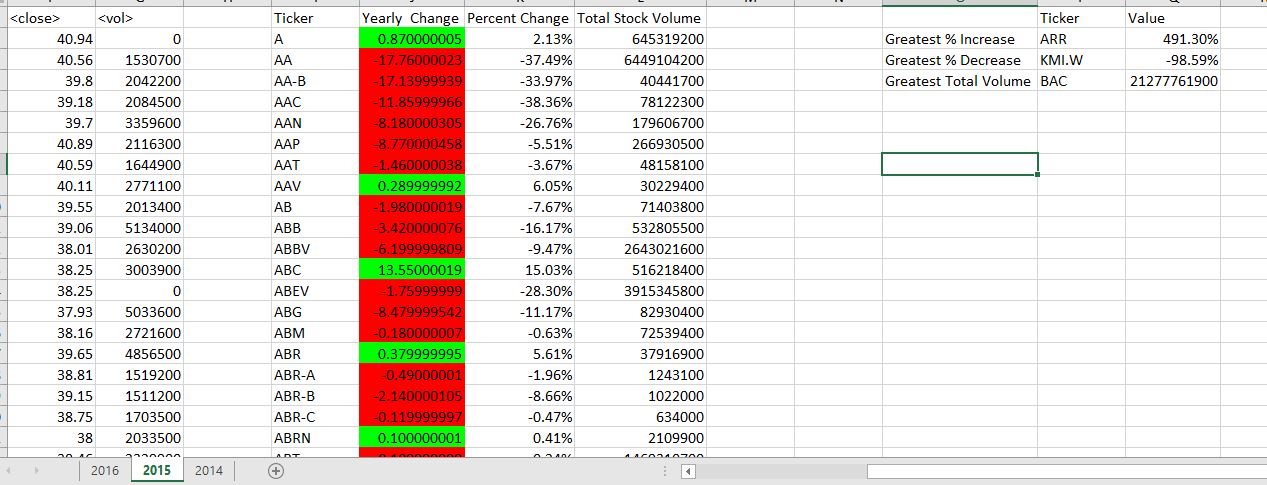 <close> <vol> Ticker Yearly  Change Percent Change Total Stock Volume Ticker Value
40.94 0 A 0.870000005 2.13% 645319200 Greatest % Increase ARR 491.30%
40.56 1530700 AA -17.76000023 -37.49% 6449104200 Greatest % Decrease KMI.W -98.59%
39.8 2042200 AA-B -17.13999939 -33.97% 40441700 Greatest Total Volume BAC 21277761900
39.18 2084500 AAC -11.85999966 -38.36% 78122300
39.7 3359600 AAN -8.180000305 -26.76% 179606700
40.89 2116300 AAP -8.770000458 -5.51% 266930500
40.59 1644900 AAT -1.460000038 -3.67% 48158100
40.11 2771100 AAV 0.289999992 6.05% 30229400
39.55 2013400 AB -1.980000019 -7.67% 71403800
39.06 5134000 ABB -3.420000076 -16.17% 532805500
38.01 2630200 ABBV -6.199999809 -9.47% 2643021600
38.25 3003900 ABC 13.55000019 15.03% 516218400
38.25 0 ABEV -1.75999999 -28.30% 3915345800
37.93 5033600 ABG -8.479999542 -11.17% 82930400
38.16 2721600 ABM -0.180000007 -0.63% 72539400
39.65 4856500 ABR 0.379999995 5.61% 37916900
38.81 1519200 ABR-A -0.49000001 -1.96% 1243100
39.15 1511200 ABR-B -2.140000105 -8.66% 1022000
38.75 1703500 ABR-C -0.119999997 -0.47% 634000
38 2033500 ABRN 0.100000001 0.41% 2109900
2016 2015 2014